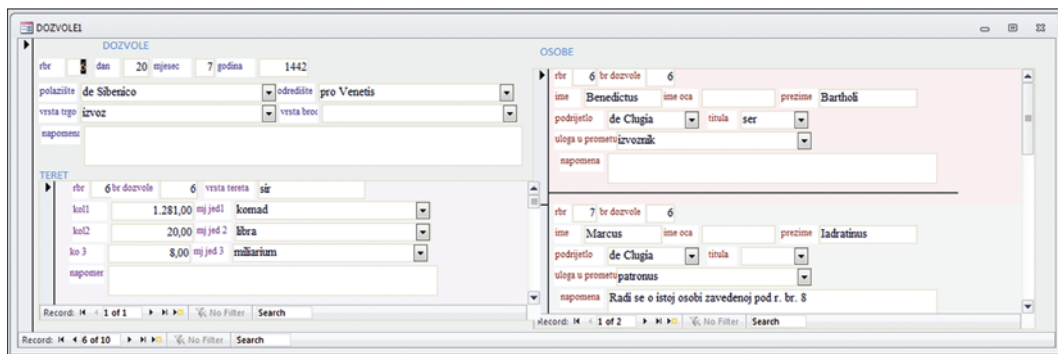 DOZVOLE1
DOZVOLE
rbr 6 dan 20 mjesec 7 godina 1442
polazište de Sibenico odredište pro Venetis
vrsta trgo izvoz vrsta broc
napomena
TERET
rbr 6 br dozvole 6 vrsta tereta sir
kol1 1.281,00 mj jed1 komad
kol2 20,00 mj jed 2 libra
ko 3 8,00 mj jed 3 miliarium
napomer
Record: 1 of 1 No Filter Search
Record: 6 of 10 No Filter Search
OSOBE
rbr 6 br dozvole 6
ime Benedictus ime oca prezime Bartholi
podrijetlo de Clugia titula ser
uloga u prometu izvoznik
napomena
rbr 7 br dozvole 6
ime Marcus ime oca prezime Iadratinus
podrijetlo de Clugia titula
uloga u prometu patronus
napomena Radi se o istoj osobi zavedenoj pod r. br. 8
Record: 1 of 2 No Filter Search